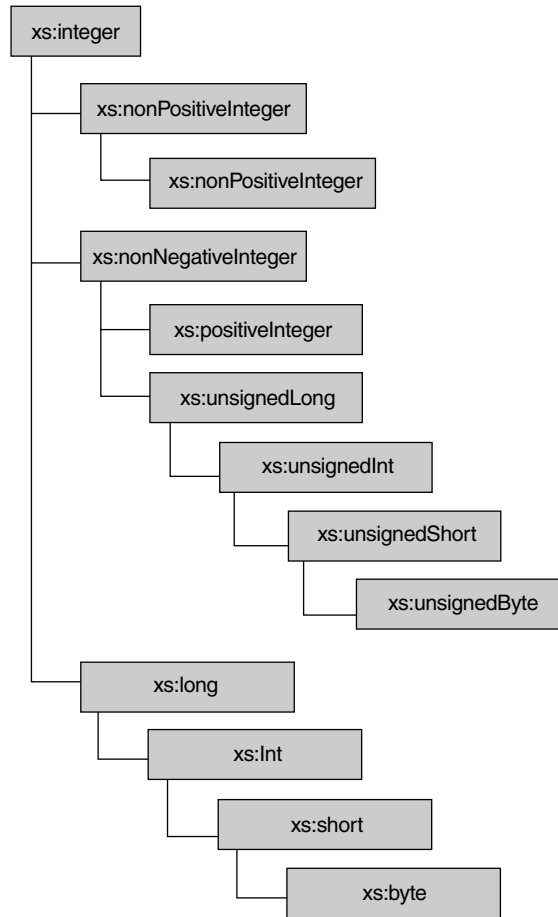 xs:integer
xs:nonPositiveInteger
xs:nonPositiveInteger
xs:nonNegativeInteger
xs:positiveInteger
xs:unsignedLong
xs:unsignedInt
xs:unsignedShort
xs:unsignedByte
xs:long
xs:Int
xs:short
xs:byte